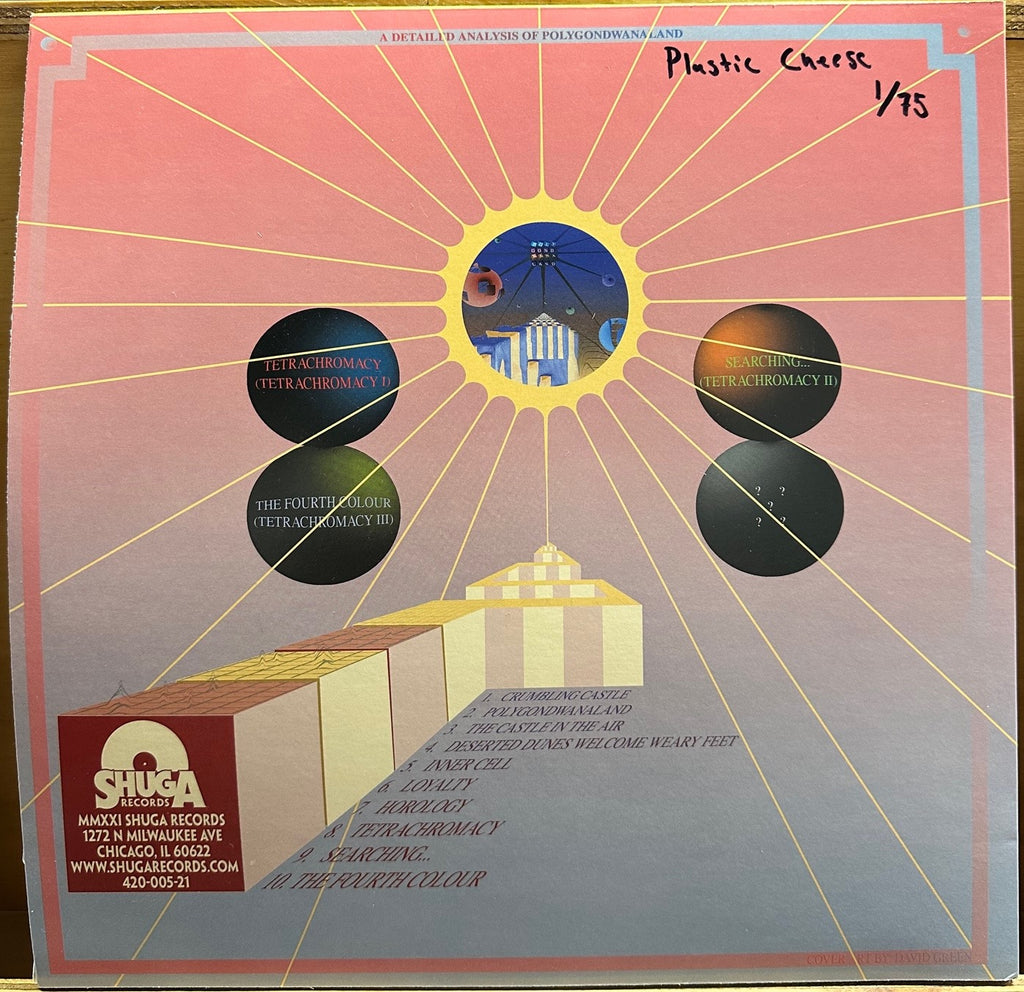 A DETAILED ANALYSIS OF POLYGONDWANALAND
Plastic Cheese
1/75
TETRACHROMACY
(TETRACHROMACY I)
SEARCHING...
(TETRACHROMACY II)
THE FOURTH COLOUR
(TETRACHROMACY III)
? ?
?
? ?
1. CRUMBLING CASTLE
2. POLYGONDWANALAND
3. THE CASTLE IN THE AIR
4. DESERTED DUNES WELCOME WEARY FEET
5. INNER CELL
6. LOYALTY
7. HOROLOGY
8. TETRACHROMACY
9. SEARCHING...
10. THE FOURTH COLOUR
SHUGA
RECORDS
MMXXI SHUGA RECORDS
1272 N MILWAUKEE AVE
CHICAGO, IL 60622
WWW.SHUGARECORDS.COM
420-005-21
COVER ART BY DAVID GREEN